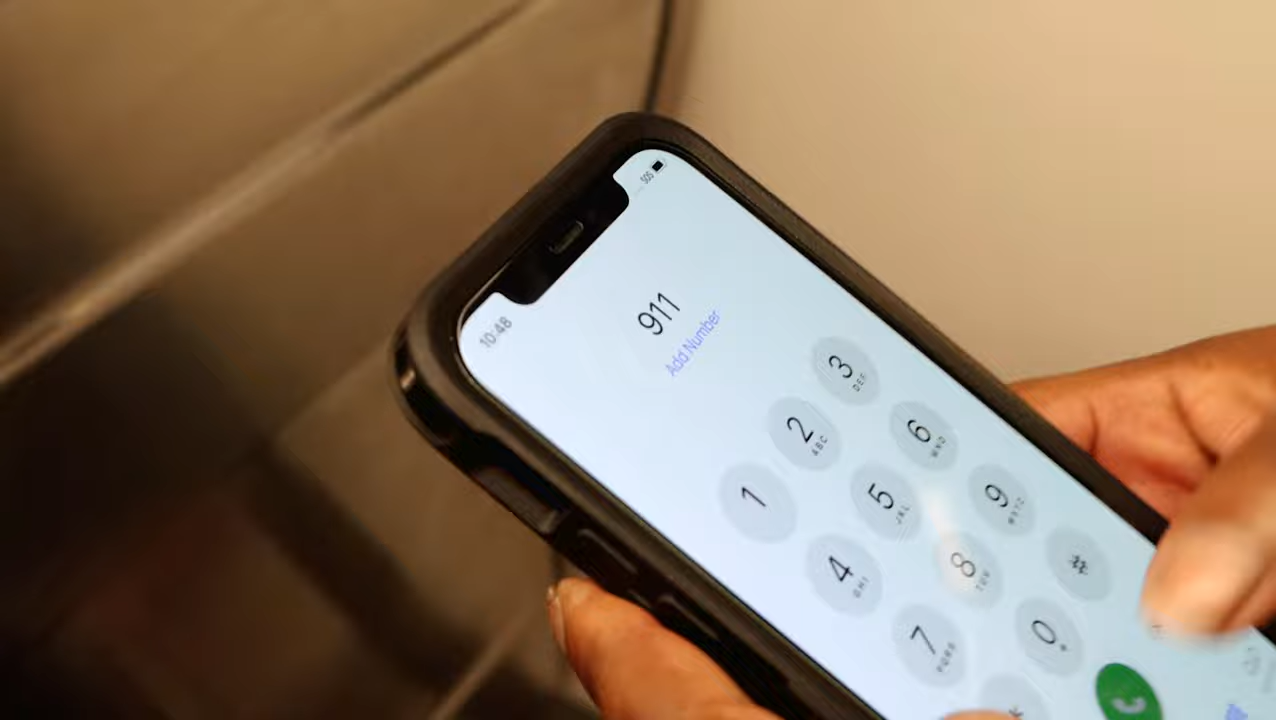 10:48
SOS
911
Add Number
1
2
ABC
3
DEF
4
GHI
5
JKL
6
MNO
7
PQRS
8
TUV
9
WXYZ
0
+
#